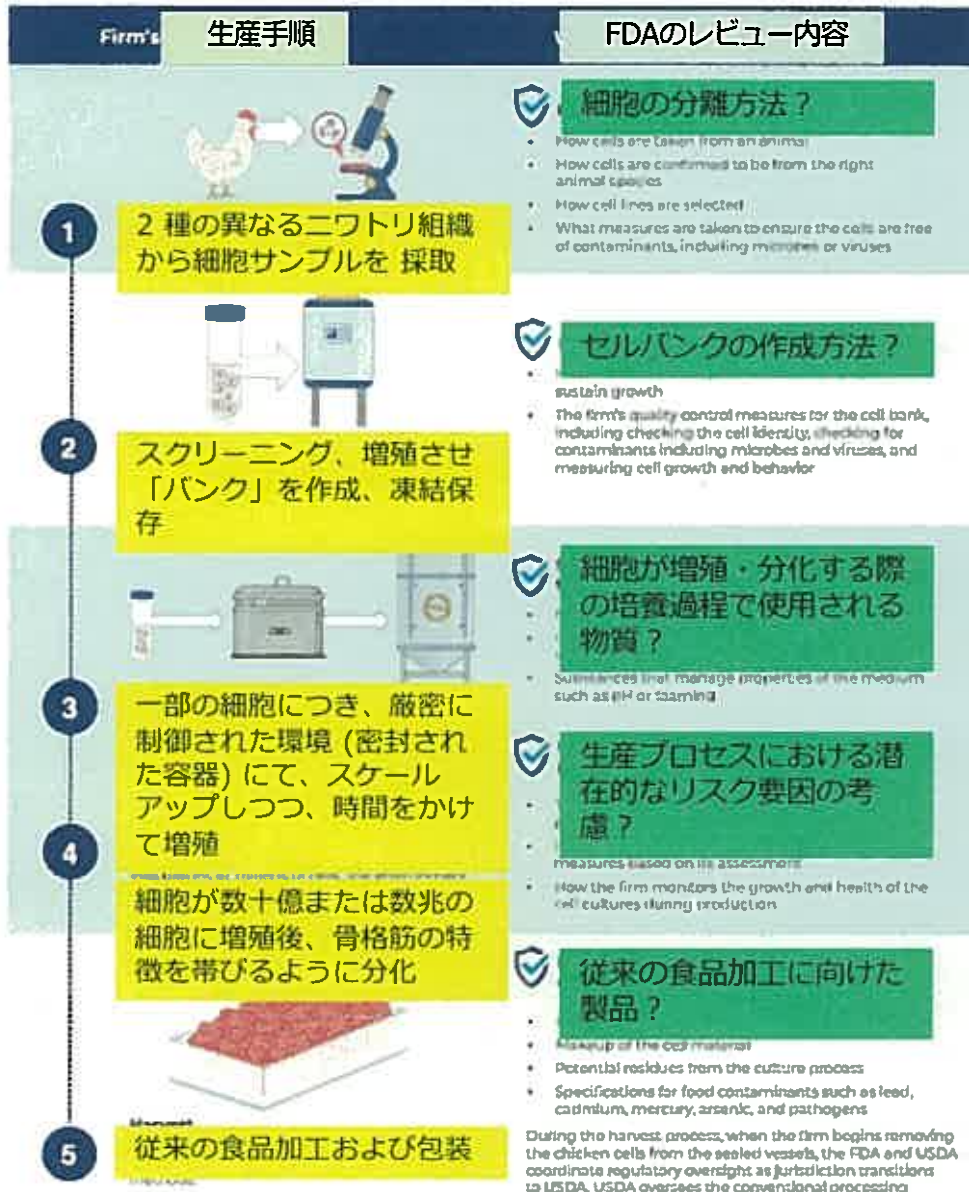 Firm's
生産手順
FDAのレビュー内容
細胞の分離方法？
• How cells are taken from an animal
• How cells are confirmed to be from the right
animal species
• How cell lines are selected
• What measures are taken to ensure the cells are free
of contaminants, including microbes or viruses
1
2 種の異なるニワトリ組織
から細胞サンプルを 採取
セルバンクの作成方法？
sustain growth
• The firm's quality control measures for the cell bank,
including checking the cell identity, checking for
contaminants including microbes and viruses, and
measuring cell growth and behavior
2
スクリーニング、増殖させ
「バンク」を作成、凍結保
存
細胞が増殖・分化する際
の培養過程で使用される
物質？
• Substances that manage properties of the medium
such as pH or foaming
3
一部の細胞につき、厳密に
制御された環境 (密封され
た容器) にて、スケール
アップしつつ、時間をかけ
て増殖
生産プロセスにおける潜
在的なリスク要因の考
慮？
measures based on its assessment
• How the firm monitors the growth and health of the
cell cultures during production
4
細胞が数十億または数兆の
細胞に増殖後、骨格筋の特
徴を帯びるように分化
従来の食品加工に向けた
製品？
• Makeup of the cell material
• Potential residues from the culture process
• Specifications for food contaminants such as lead,
cadmium, mercury, arsenic, and pathogens
Harvest
5
従来の食品加工および包装
During the harvest process, when the firm begins removing
the chicken cells from the sealed vessels, the FDA and USDA
coordinate regulatory oversight as jurisdiction transitions
to USDA. USDA oversees the conventional processing